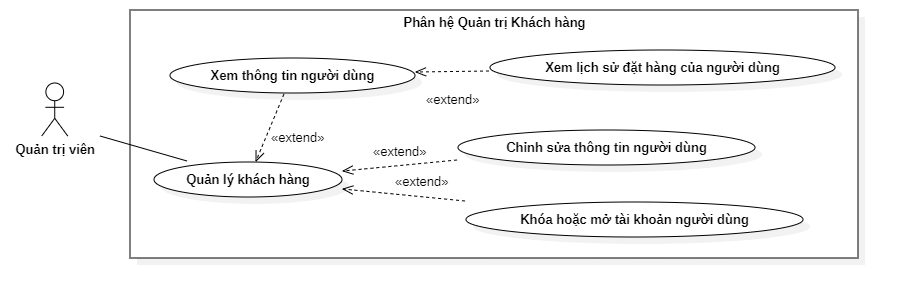 Phân hệ Quản trị Khách hàng
Xem thông tin người dùng
Xem lịch sử đặt hàng của người dùng
«extend»
«extend»
Quản trị viên
Chỉnh sửa thông tin người dùng
«extend»
Quản lý khách hàng
«extend»
Khóa hoặc mở tài khoản người dùng